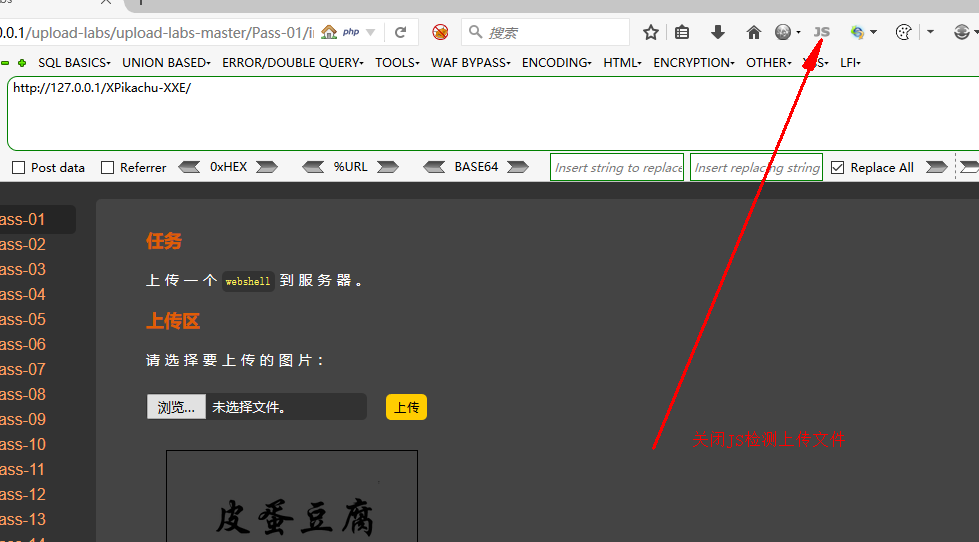 0.0.1/upload-labs/upload-labs-master/Pass-01/i php 搜索 JS
SQL BASICS UNION BASED ERROR/DOUBLE QUERY TOOLS WAF BYPASS ENCODING HTML ENCRYPTION OTHER XSS LFI
http://127.0.0.1/XPikachu-XXE/
Post data Referrer 0xHEX %URL BASE64 Insert string to replace Insert replacing string Replace All
ass-01
ass-02
ass-03
ass-04
ass-05
ass-06
ass-07
ass-08
ass-09
ass-10
ass-11
ass-12
ass-13
ass-14
任务
上传一个 webshell 到服务器。
上传区
请选择要上传的图片：
浏览... 未选择文件。 上传
关闭JS检测上传文件
皮蛋豆腐